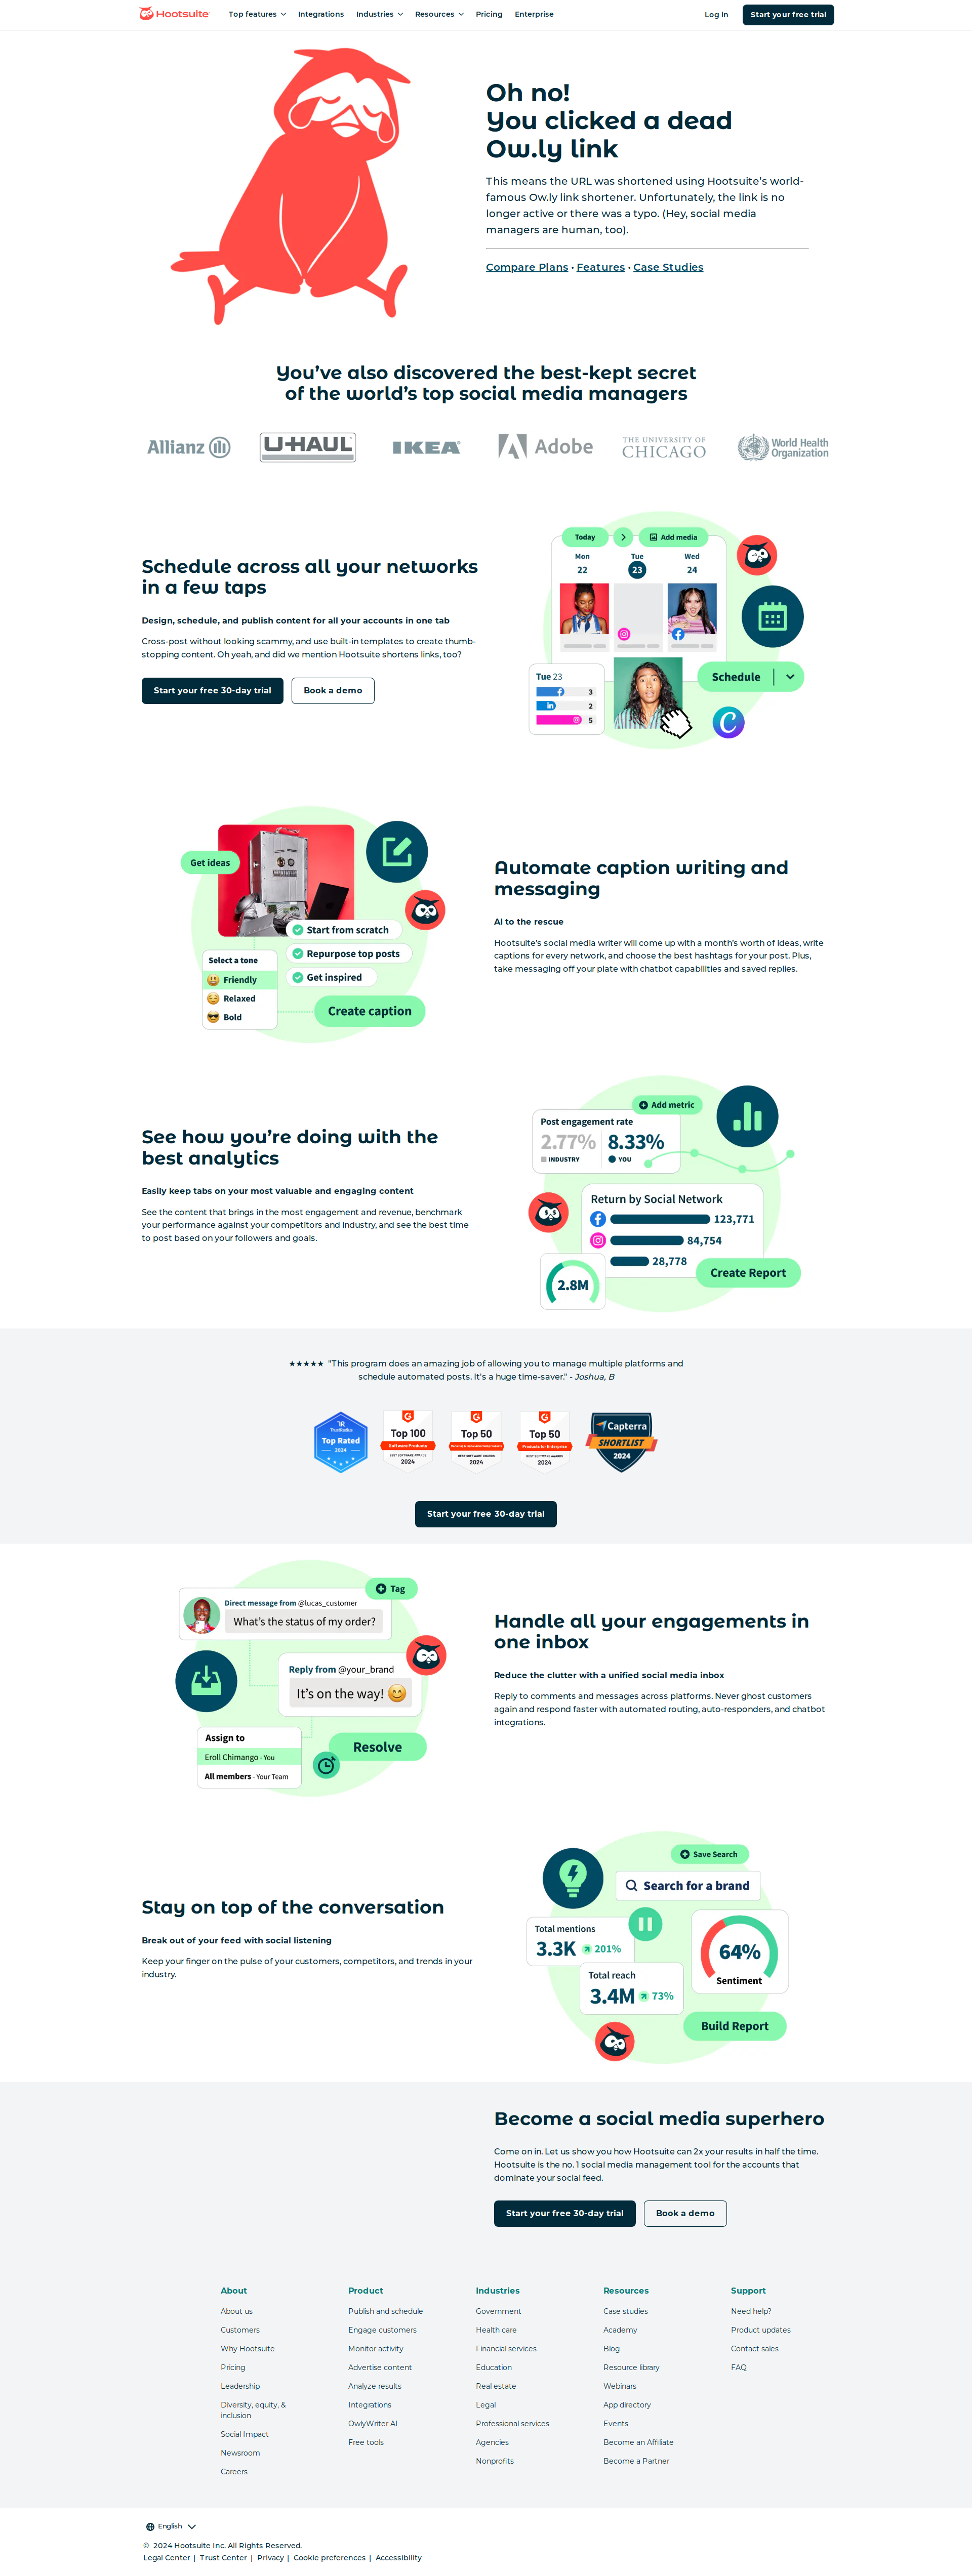 Hootsuite
Top features
Integrations
Industries
Resources
Pricing
Enterprise
Log in
Start your free trial
Oh no!
You clicked a dead
Ow.ly link
This means the URL was shortened using Hootsuite's world-
famous Ow.ly link shortener. Unfortunately, the link is no
longer active or there was a typo. (Hey, social media
managers are human, too).
Compare Plans · Features · Case Studies
You've also discovered the best-kept secret
of the world's top social media managers
Allianz
U-HAUL
IKEA
Adobe
THE UNIVERSITY OF
CHICAGO
World Health
Organization
Schedule across all your networks
in a few taps
Design, schedule, and publish content for all your accounts in one tab
Cross-post without looking scammy, and use built-in templates to create thumb-
stopping content. Oh yeah, and did we mention Hootsuite shortens links, too?
Start your free 30-day trial
Book a demo
Today
Add media
Mon
Tue
Wed
22
23
24
Tue 23
3
2
5
Schedule
Get ideas
Start from scratch
Repurpose top posts
Get inspired
Select a tone
Friendly
Relaxed
Bold
Create caption
Automate caption writing and
messaging
AI to the rescue
Hootsuite's social media writer will come up with a month's worth of ideas, write
captions for every network, and choose the best hashtags for your post. Plus,
take messaging off your plate with chatbot capabilities and saved replies.
See how you're doing with the
best analytics
Easily keep tabs on your most valuable and engaging content
See the content that brings in the most engagement and revenue, benchmark
your performance against your competitors and industry, and see the best time
to post based on your followers and goals.
Add metric
Post engagement rate
2.77%
8.33%
INDUSTRY
YOU
Return by Social Network
123,771
84,754
28,778
2.8M
Create Report
★★★★★ "This program does an amazing job of allowing you to manage multiple platforms and
schedule automated posts. It's a huge time-saver." - Joshua, B
TrustRadius
Top Rated
2024
Top 100
Software Products
BEST SOFTWARE AWARDS
2024
Top 50
Marketing & Digital Advertising Products
BEST SOFTWARE AWARDS
2024
Top 50
Products for Enterprise
BEST SOFTWARE AWARDS
2024
Capterra
SHORTLIST
2024
Start your free 30-day trial
Tag
Direct message from @lucas_customer
What's the status of my order?
Reply from @your_brand
It's on the way! 😊
Assign to
Eroll Chimango - You
All members - Your Team
Resolve
Handle all your engagements in
one inbox
Reduce the clutter with a unified social media inbox
Reply to comments and messages across platforms. Never ghost customers
again and respond faster with automated routing, auto-responders, and chatbot
integrations.
Stay on top of the conversation
Break out of your feed with social listening
Keep your finger on the pulse of your customers, competitors, and trends in your
industry.
Save Search
Search for a brand
Total mentions
3.3K 201%
Total reach
3.4M 73%
64%
Sentiment
Build Report
Become a social media superhero
Come on in. Let us show you how Hootsuite can 2x your results in half the time.
Hootsuite is the no. 1 social media management tool for the accounts that
dominate your social feed.
Start your free 30-day trial
Book a demo
About
About us
Customers
Why Hootsuite
Pricing
Leadership
Diversity, equity, &
inclusion
Social Impact
Newsroom
Careers
Product
Publish and schedule
Engage customers
Monitor activity
Advertise content
Analyze results
Integrations
OwlyWriter AI
Free tools
Industries
Government
Health care
Financial services
Education
Real estate
Legal
Professional services
Agencies
Nonprofits
Resources
Case studies
Academy
Blog
Resource library
Webinars
App directory
Events
Become an Affiliate
Become a Partner
Support
Need help?
Product updates
Contact sales
FAQ
English
© 2024 Hootsuite Inc. All Rights Reserved.
Legal Center | Trust Center | Privacy | Cookie preferences | Accessibility